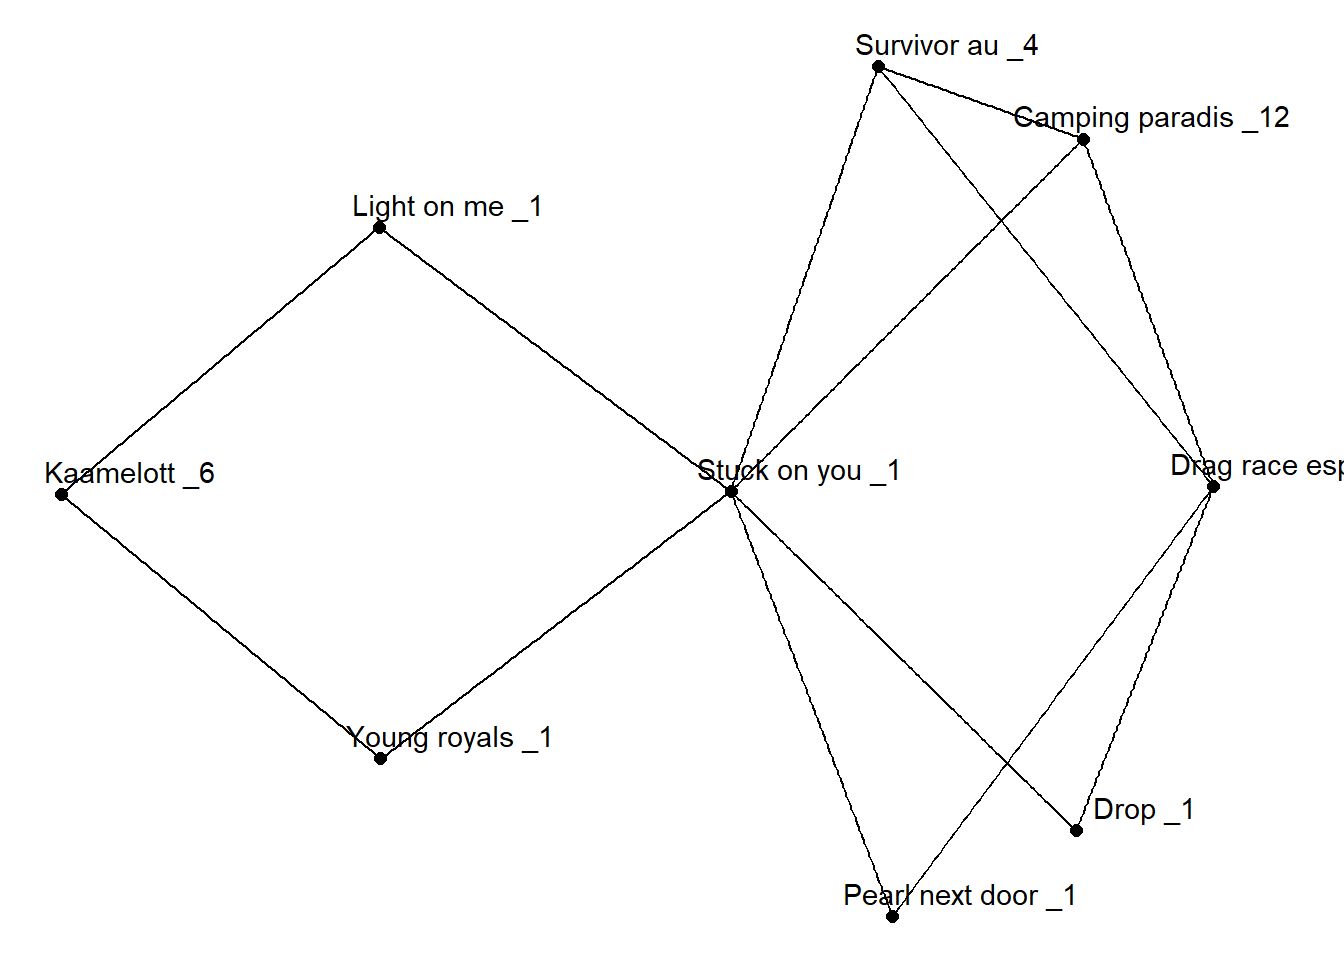 Survivor au _4
Camping paradis _12
Light on me _1
Kaamelott _6
Stuck on you _1
Drag race esp
Young royals _1
Drop _1
Pearl next door _1